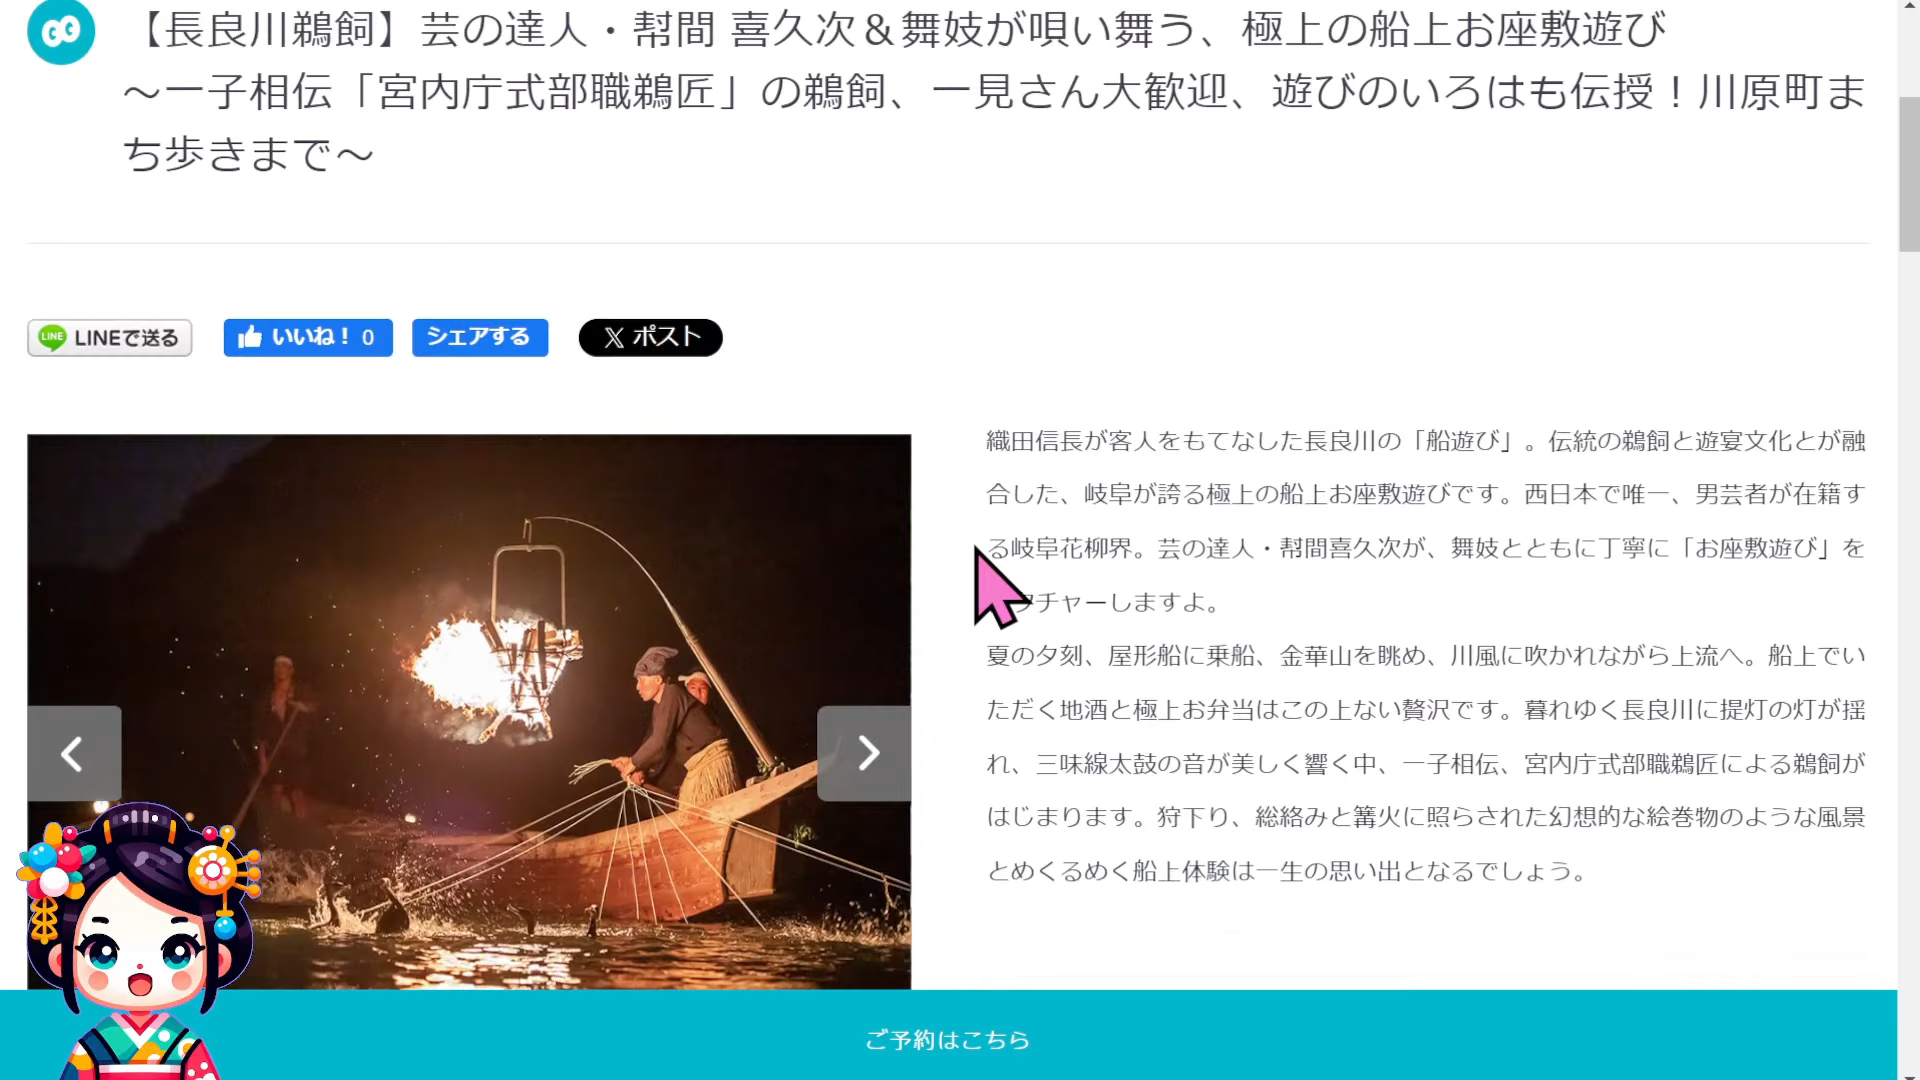 【長良川鵜飼】芸の達人・幇間 喜久次＆舞妓が唄い舞う、極上の船上お座敷遊び
～一子相伝「宮内庁式部職鵜匠」の鵜飼、一見さん大歓迎、遊びのいろはも伝授！川原町ま
ち歩きまで～
LINE LINEで送る
いいね！ 0
シェアする
X ポスト
織田信長が客人をもてなした長良川の「船遊び」。伝統の鵜飼と遊宴文化とが融
合した、岐阜が誇る極上の船上お座敷遊びです。西日本で唯一、男芸者が在籍す
る岐阜花柳界。芸の達人・幇間喜久次が、舞妓とともに丁寧に「お座敷遊び」を
チャーしますよ。
夏の夕刻、屋形船に乗船、金華山を眺め、川風に吹かれながら上流へ。船上でい
ただく地酒と極上お弁当はこの上ない贅沢です。暮れゆく長良川に提灯の灯が揺
れ、三味線太鼓の音が美しく響く中、一子相伝、宮内庁式部職鵜匠による鵜飼が
はじまります。狩下り、総絡みと篝火に照らされた幻想的な絵巻物のような風景
とめくるめく船上体験は一生の思い出となるでしょう。
ご予約はこちら